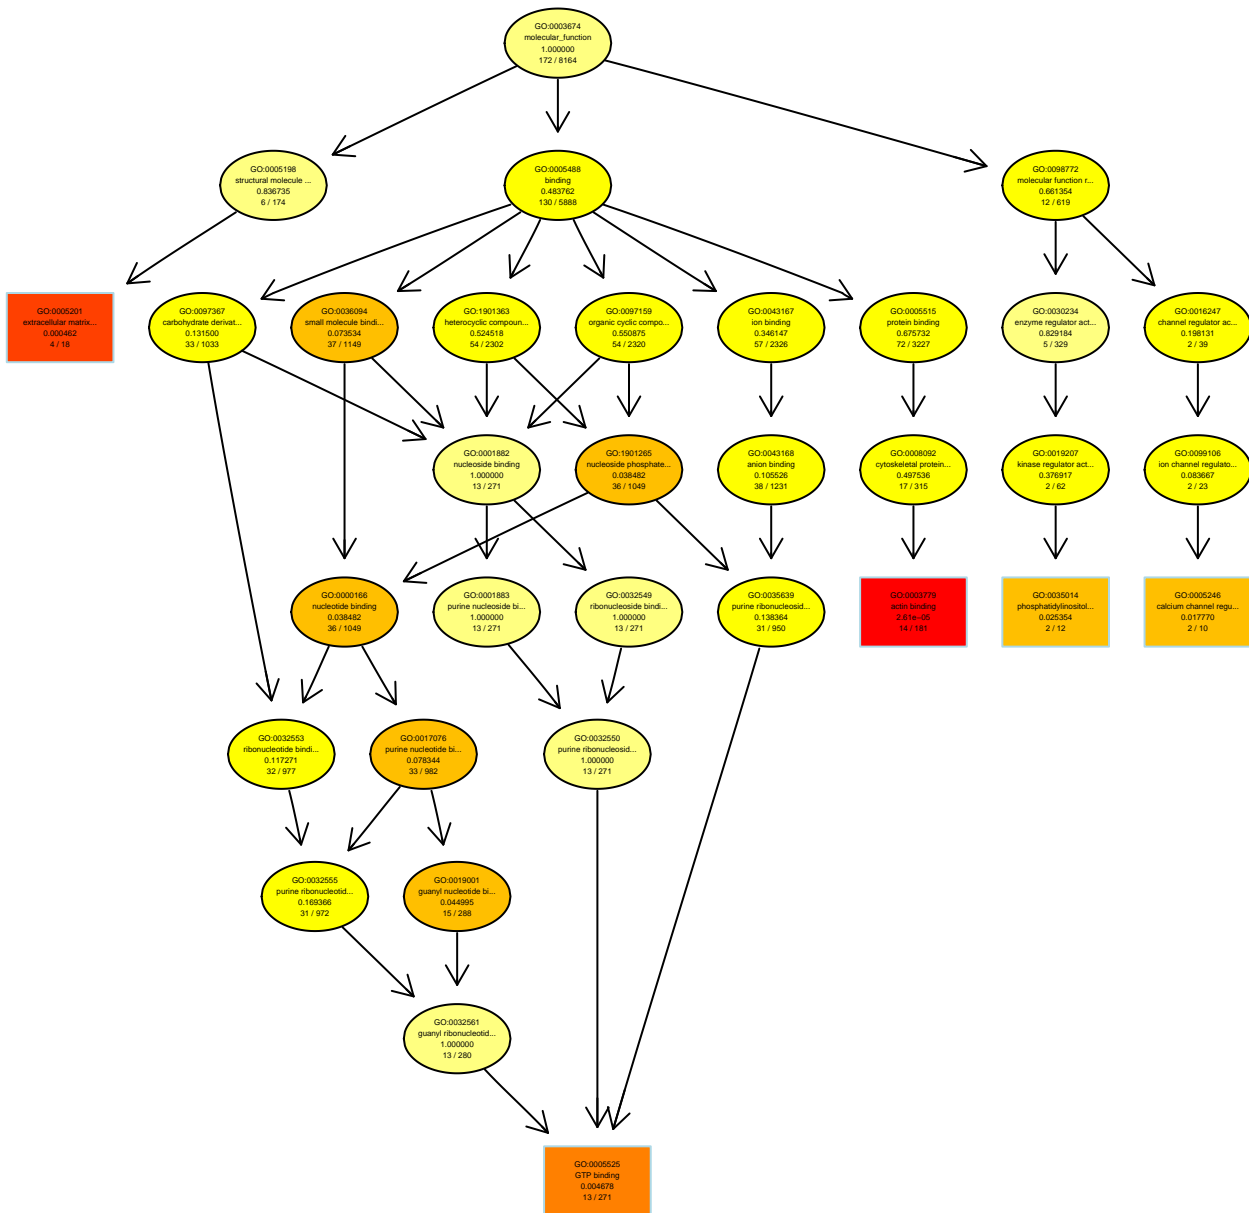 GO:0003674
molecular_function
1.000000
172 / 8164
GO:0005198
structural molecule ...
0.836735
6 / 174
GO:0005488
binding
0.483762
130 / 5888
GO:0098772
molecular function r...
0.661354
12 / 619
GO:0005201
extracellular matrix...
0.000462
4 / 18
GO:0097367
carbohydrate derivat...
0.131500
33 / 1033
GO:0036094
small molecule bindi...
0.073534
37 / 1149
GO:1901363
heterocyclic compoun...
0.524518
54 / 2302
GO:0097159
organic cyclic compo...
0.550875
54 / 2320
GO:0043167
ion binding
0.346147
57 / 2326
GO:0005515
protein binding
0.675732
72 / 3227
GO:0030234
enzyme regulator act...
0.829184
5 / 329
GO:0016247
channel regulator ac...
0.198131
2 / 39
GO:0001882
nucleoside binding
1.000000
13 / 271
GO:1901265
nucleoside phosphate...
0.038482
36 / 1049
GO:0043168
anion binding
0.105526
38 / 1231
GO:0008092
cytoskeletal protein...
0.497536
17 / 315
GO:0019207
kinase regulator act...
0.376917
2 / 62
GO:0099106
ion channel regulato...
0.083667
2 / 23
GO:0000166
nucleotide binding
0.038482
36 / 1049
GO:0001883
purine nucleoside bi...
1.000000
13 / 271
GO:0032549
ribonucleoside bindi...
1.000000
13 / 271
GO:0035639
purine ribonucleosid...
0.138364
31 / 950
GO:0003779
actin binding
2.61e-05
14 / 181
GO:0035014
phosphatidylinositol...
0.025354
2 / 12
GO:0005246
calcium channel regu...
0.017770
2 / 10
GO:0032553
ribonucleotide bindi...
0.117271
32 / 977
GO:0017076
purine nucleotide bi...
0.078344
33 / 982
GO:0032550
purine ribonucleosid...
1.000000
13 / 271
GO:0032555
purine ribonucleotid...
0.169366
31 / 972
GO:0019001
guanyl nucleotide bi...
0.044995
15 / 288
GO:0032561
guanyl ribonucleotid...
1.000000
13 / 280
GO:0005525
GTP binding
0.004678
13 / 271